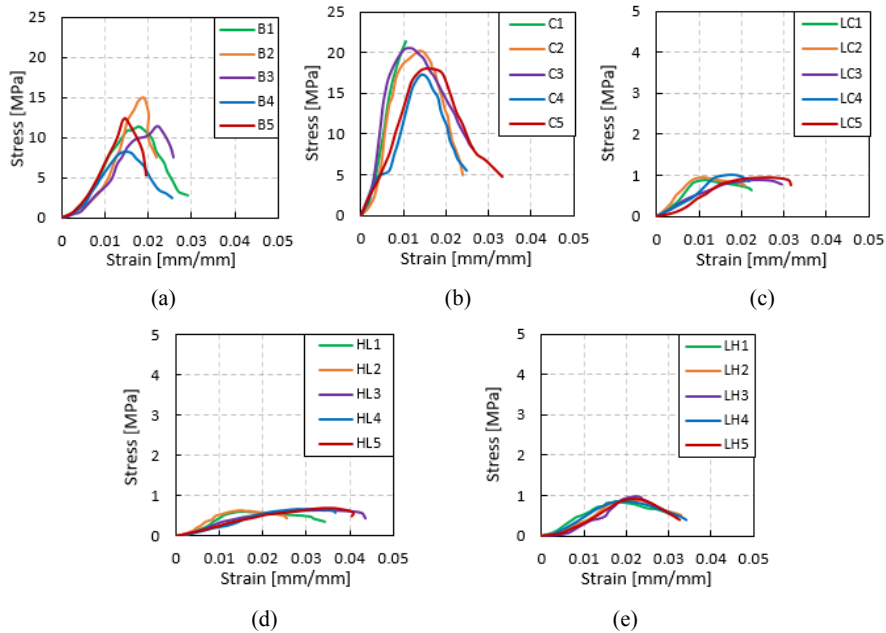 25
20
15
10
5
0
Stress [MPa]
0 0.01 0.02 0.03 0.04 0.05
Strain [mm/mm]
B1
B2
B3
B4
B5
(a)
25
20
15
10
5
0
Stress [MPa]
0 0.01 0.02 0.03 0.04 0.05
Strain [mm/mm]
C1
C2
C3
C4
C5
(b)
5
4
3
2
1
0
Stress [MPa]
0 0.01 0.02 0.03 0.04 0.05
Strain [mm/mm]
LC1
LC2
LC3
LC4
LC5
(c)
5
4
3
2
1
0
Stress [MPa]
0 0.01 0.02 0.03 0.04 0.05
Strain [mm/mm]
HL1
HL2
HL3
HL4
HL5
(d)
5
4
3
2
1
0
Stress [MPa]
0 0.01 0.02 0.03 0.04 0.05
Strain [mm/mm]
LH1
LH2
LH3
LH4
LH5
(e)